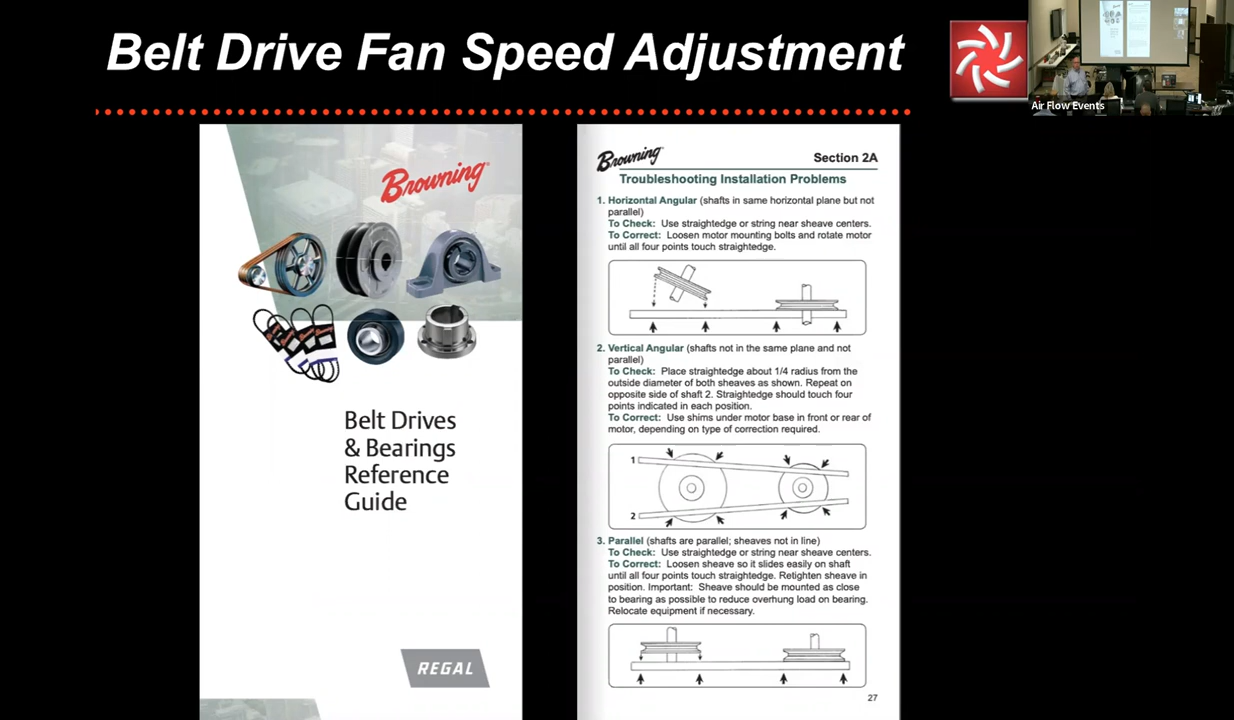 Belt Drive Fan Speed Adjustment
Air Flow Events
Browning
Belt Drives
& Bearings
Reference
Guide
REGAL
Browning
Section 2A
Troubleshooting Installation Problems
1. Horizontal Angular (shafts in same horizontal plane but not
parallel)
To Check: Use straightedge or string near sheave centers.
To Correct: Loosen motor mounting bolts and rotate motor
until all four points touch straightedge.
2. Vertical Angular (shafts not in the same plane and not
parallel)
To Check: Place straightedge about 1/4 radius from the
outside diameter of both sheaves as shown. Repeat on
opposite side of shaft 2. Straightedge should touch four
points indicated in each position.
To Correct: Use shims under motor base in front or rear of
motor, depending on type of correction required.
1
2
3. Parallel (shafts are parallel; sheaves not in line)
To Check: Use straightedge or string near sheave centers.
To Correct: Loosen sheave so it slides easily on shaft
until all four points touch straightedge. Retighten sheave in
position. Important: Sheave should be mounted as close
to bearing as possible to reduce overhung load on bearing.
Relocate equipment if necessary.
27